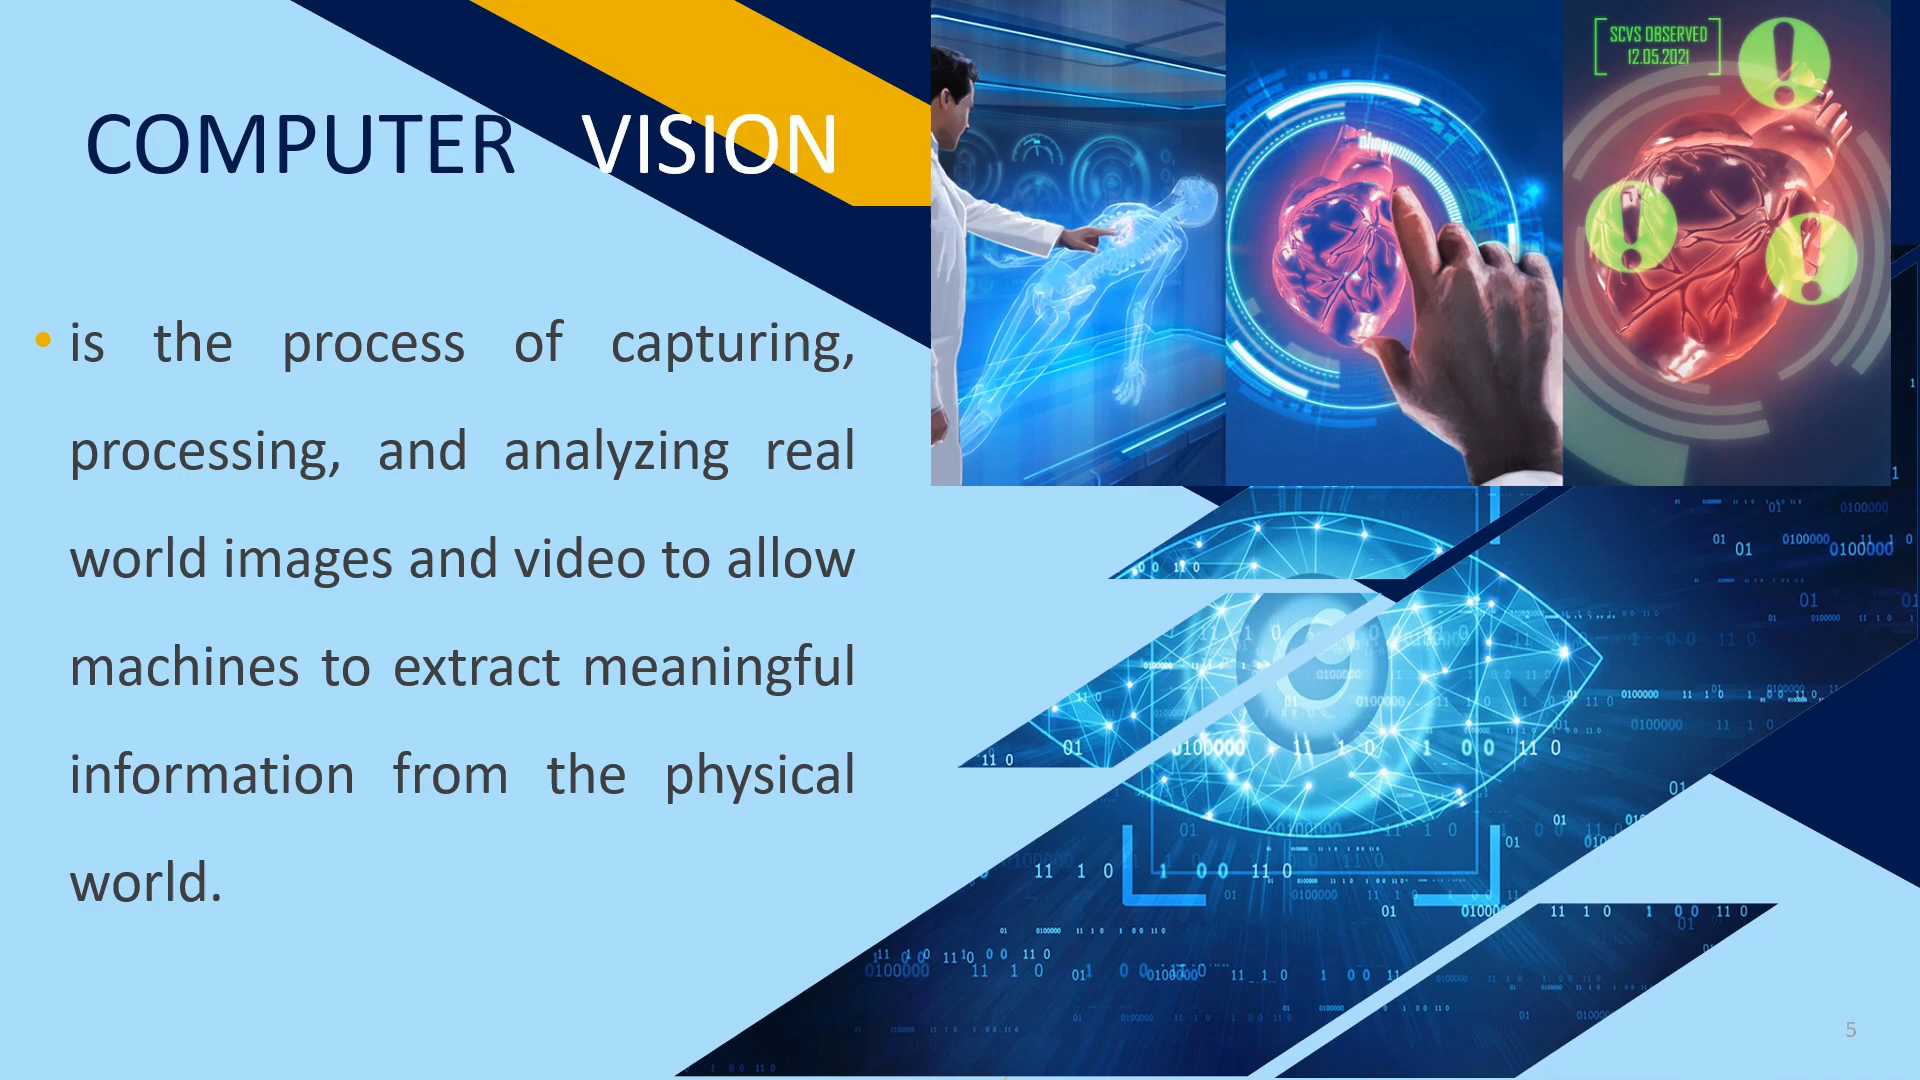 COMPUTER VISION
• is the process of capturing,
processing, and analyzing real
world images and video to allow
machines to extract meaningful
information from the physical
world.
SCVS OBSERVED
12.05.2021
5